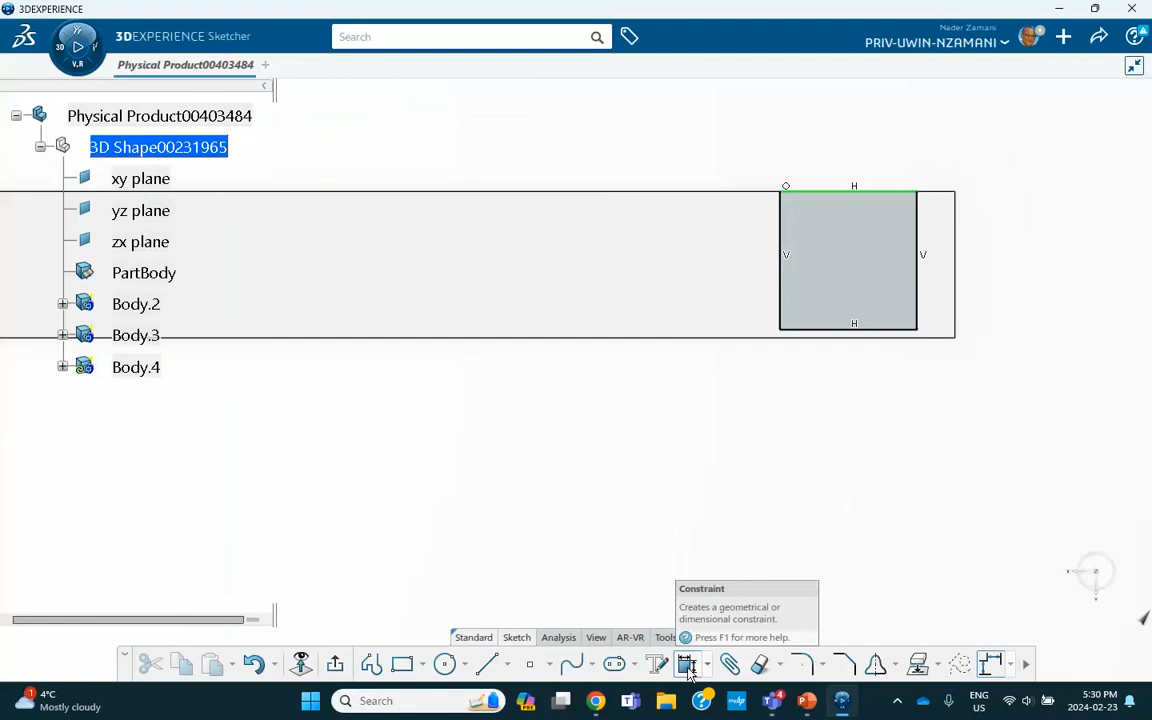 3DEXPERIENCE
3DEXPERIENCE Sketcher
Search
Nader Zamani
PRIV-UWIN-NZAMANI
3D
V.R
Physical Product00403484
Physical Product00403484
3D Shape00231965
xy plane
yz plane
zx plane
PartBody
Body.2
Body.3
Body.4
H
V
V
H
Constraint
Creates a geometrical or
dimensional constraint.
Press F1 for more help.
Standard
Sketch
Analysis
View
AR-VR
Tools
1
4°C
Mostly cloudy
Search
4
ENG
US
5:30 PM
2024-02-23